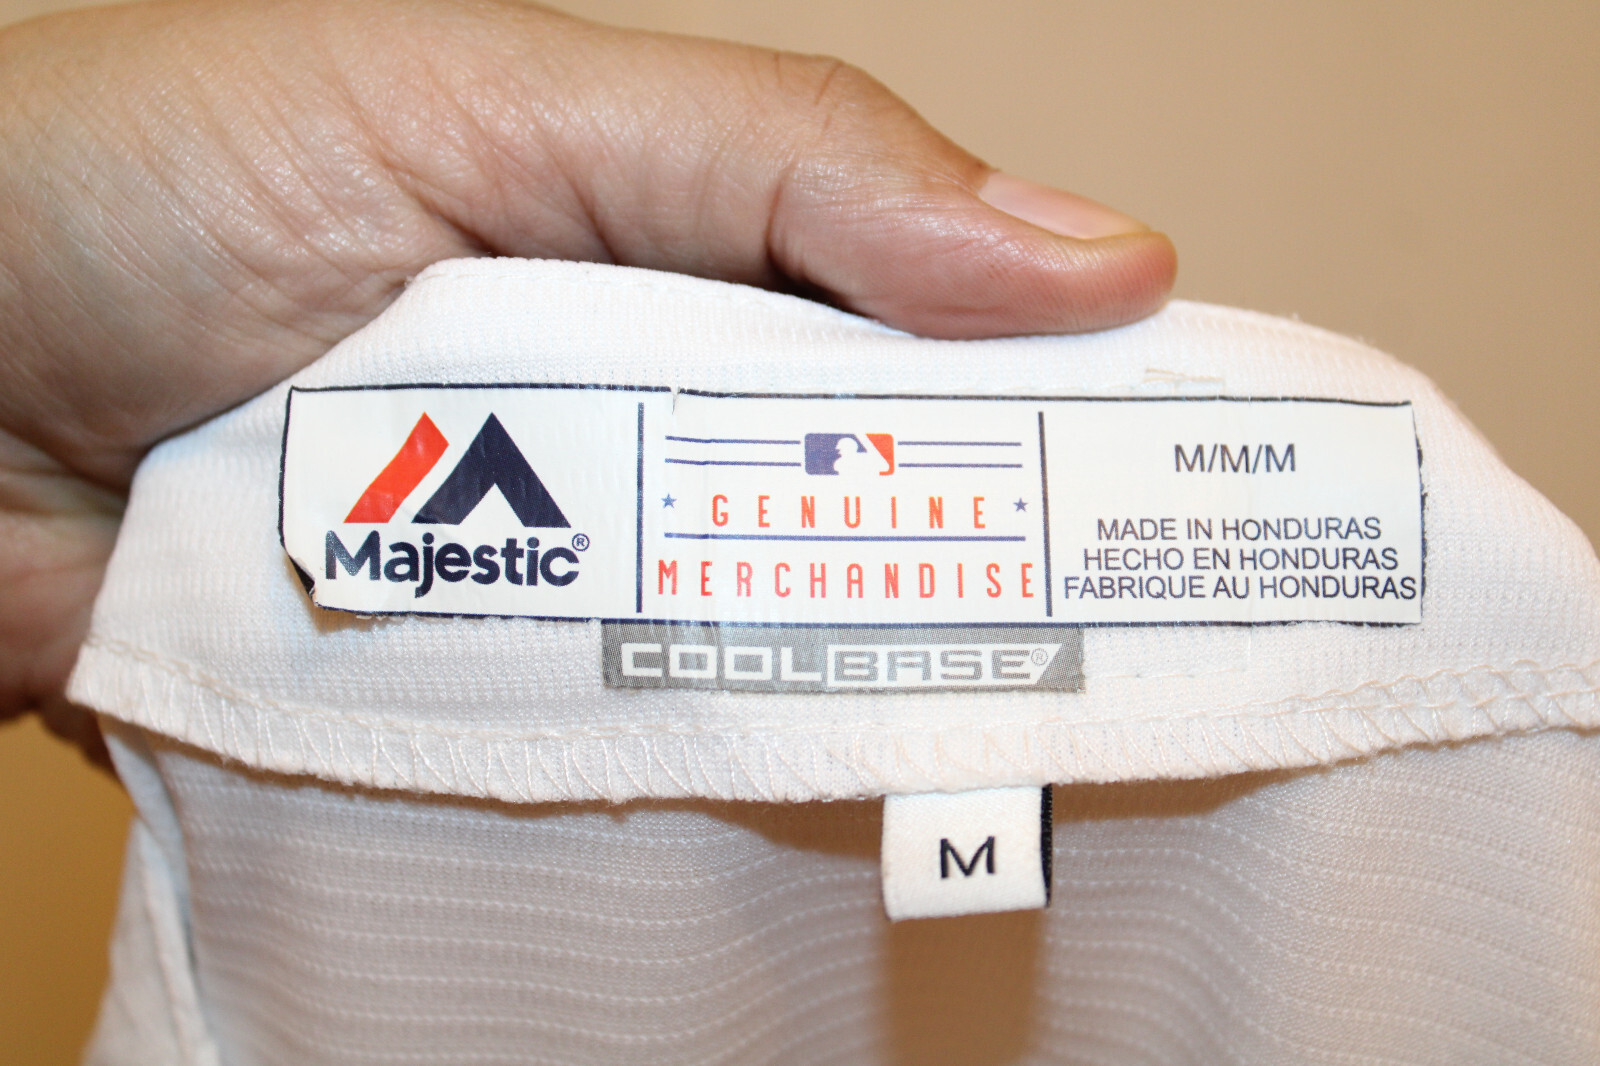 Majestic®
GENUINE
MERCHANDISE
M/M/M
MADE IN HONDURAS
HECHO EN HONDURAS
FABRIQUE AU HONDURAS
COOLBASE®
M